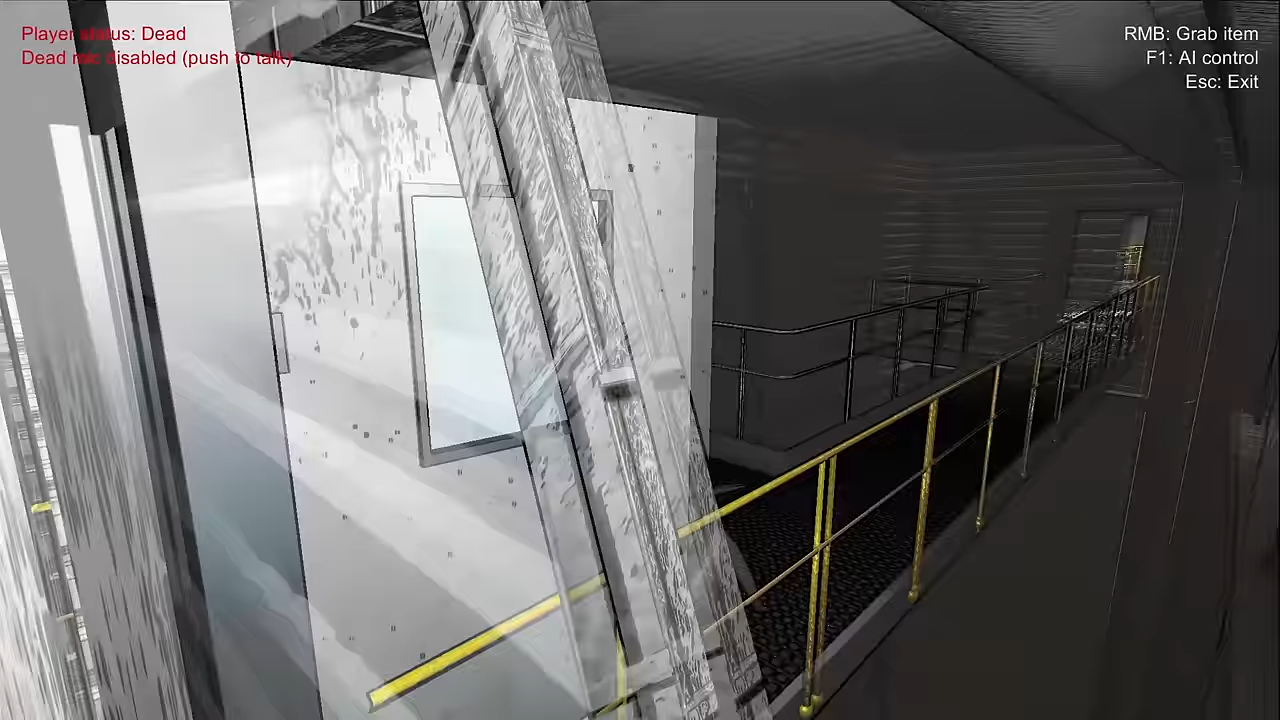 Player status: Dead
Dead mic disabled (push to talk)
RMB: Grab item
F1: AI control
Esc: Exit